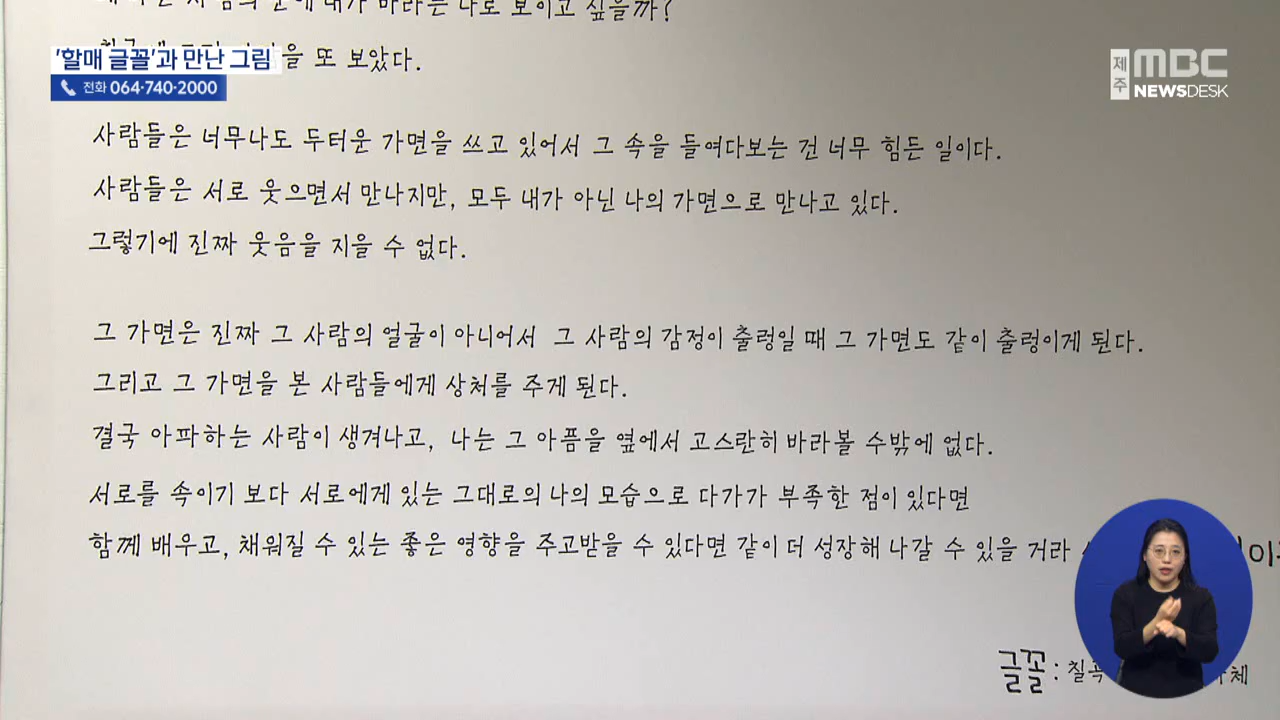 바라는 나로 보이고 싶을까?
'할매 글꼴'과 만난 그림
을 또 보았다.
전화 064·740·2000
제주 MBC
NEWSDESK
사람들은 너무나도 두터운 가면을 쓰고 있어서 그 속을 들여다보는 건 너무 힘든 일이다.
사람들은 서로 웃으면서 만나지만, 모두 내가 아닌 나의 가면으로 만나고 있다.
그렇기에 진짜 웃음을 지을 수 없다.
그 가면은 진짜 그 사람의 얼굴이 아니어서 그 사람의 감정이 출렁일 때 그 가면도 같이 출렁이게 된다.
그리고 그 가면을 본 사람들에게 상처를 주게 된다.
결국 아파하는 사람이 생겨나고, 나는 그 아픔을 옆에서 고스란히 바라볼 수밖에 없다.
서로를 속이기 보다 서로에게 있는 그대로의 나의 모습으로 다가가 부족한 점이 있다면
함께 배우고, 채워질 수 있는 좋은 영향을 주고받을 수 있다면 같이 더 성장해 나갈 수 있을 거라
글꼴 : 칠곡